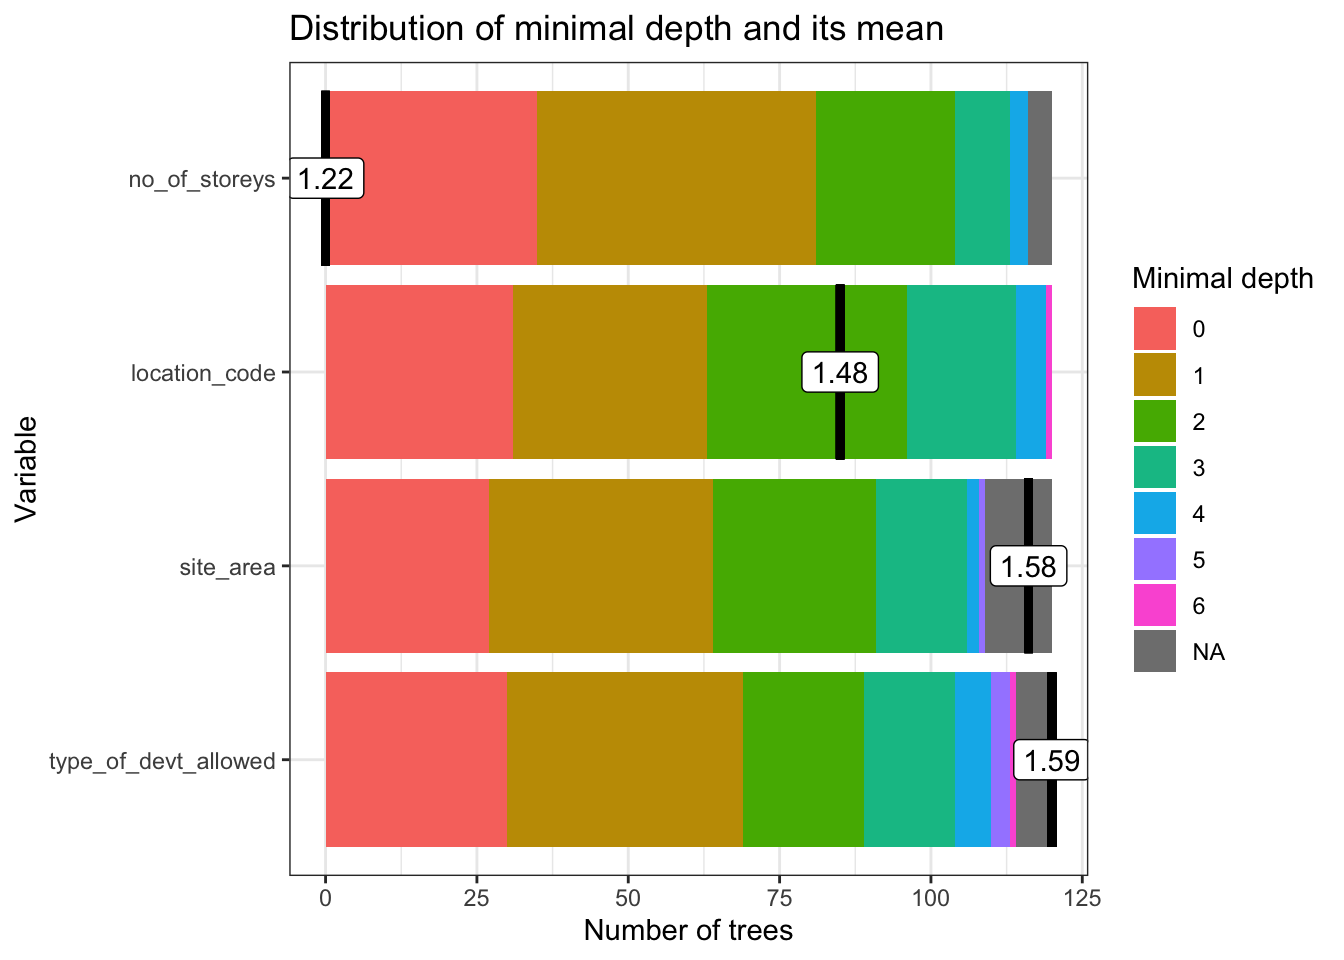 Distribution of minimal depth and its mean
Variable
no_of_storeys
location_code
site_area
type_of_devt_allowed
1.22
1.48
1.58
1.59
0 25 50 75 100 125
Number of trees
Minimal depth
0
1
2
3
4
5
6
NA